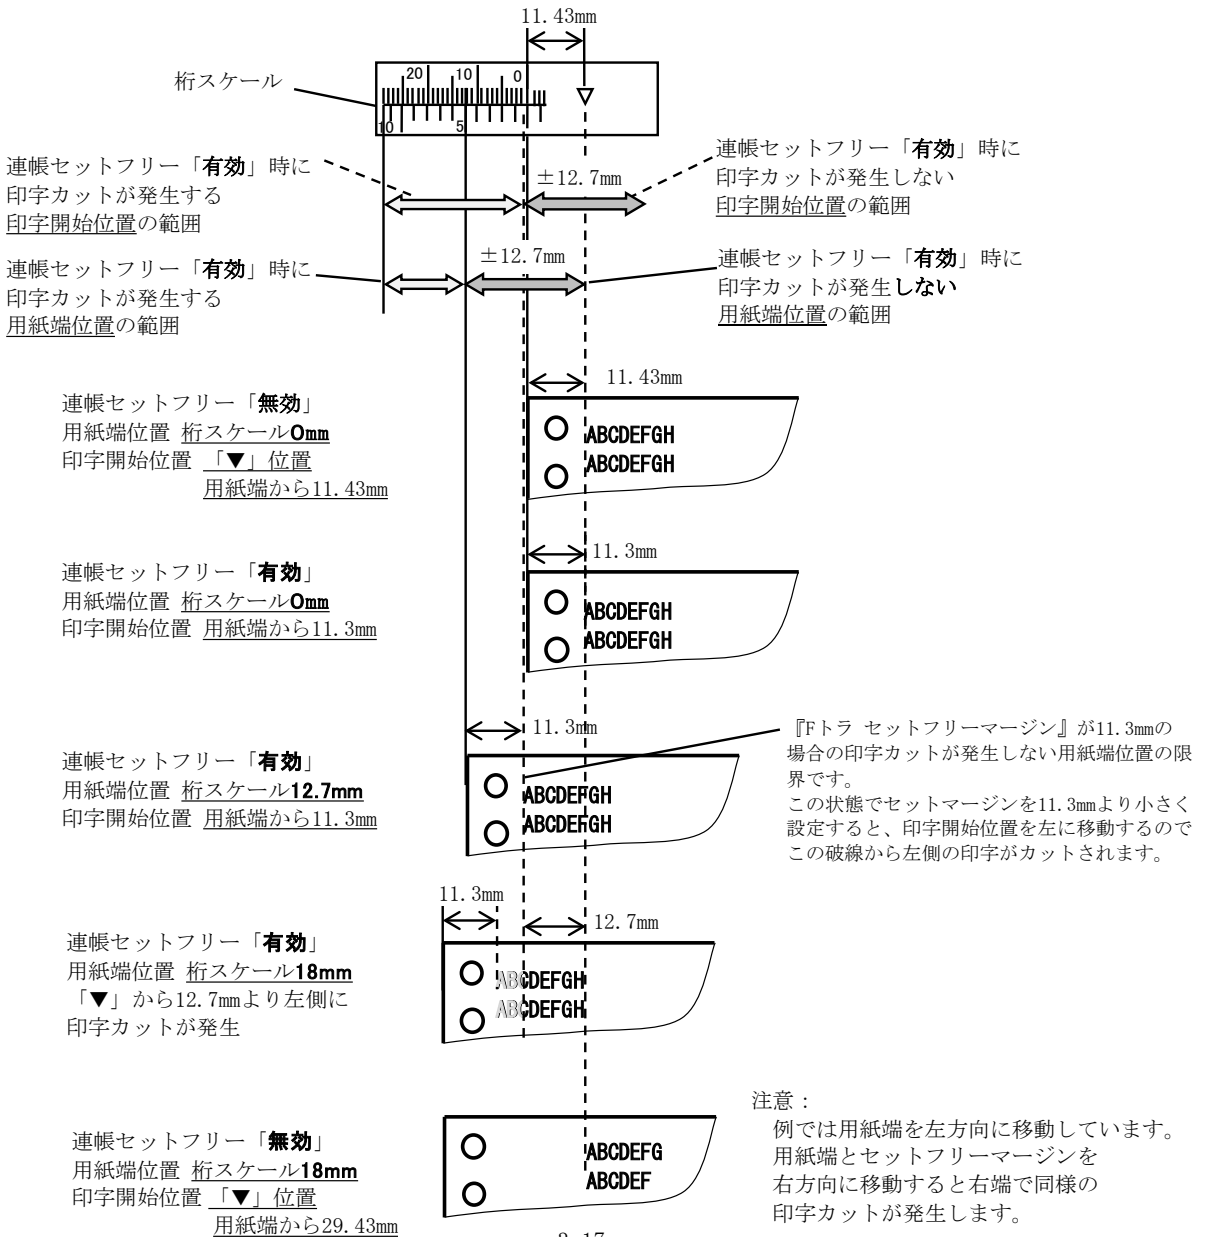 11.43mm
桁スケール
20 10 0
10 5
連帳セットフリー「有効」時に
印字カットが発生する
印字開始位置の範囲
±12.7mm
連帳セットフリー「有効」時に
印字カットが発生しない
印字開始位置の範囲
連帳セットフリー「有効」時に
印字カットが発生する
用紙端位置の範囲
±12.7mm
連帳セットフリー「有効」時に
印字カットが発生しない
用紙端位置の範囲
11.43mm
連帳セットフリー「無効」
用紙端位置 桁スケール0mm
印字開始位置 「▼」位置
用紙端から11.43mm
ABCDEFGH
ABCDEFGH
11.3mm
連帳セットフリー「有効」
用紙端位置 桁スケール0mm
印字開始位置 用紙端から11.3mm
ABCDEFGH
ABCDEFGH
11.3mm
連帳セットフリー「有効」
用紙端位置 桁スケール12.7mm
印字開始位置 用紙端から11.3mm
ABCDEFGH
ABCDEFGH
『Fトラ セットフリーマージン』が11.3mmの
場合の印字カットが発生しない用紙端位置の限
界です。
この状態でセットマージンを11.3mmより小さく
設定すると、印字開始位置を左に移動するので
この破線から左側の印字がカットされます。
11.3mm
12.7mm
連帳セットフリー「有効」
用紙端位置 桁スケール18mm
「▼」から12.7mmより左側に
印字カットが発生
ABCDEFGH
ABCDEFGH
連帳セットフリー「無効」
用紙端位置 桁スケール18mm
印字開始位置 「▼」位置
用紙端から29.43mm
ABCDEFG
ABCDEF
注意：
例では用紙端を左方向に移動しています。
用紙端とセットフリーマージンを
右方向に移動すると右端で同様の
印字カットが発生します。